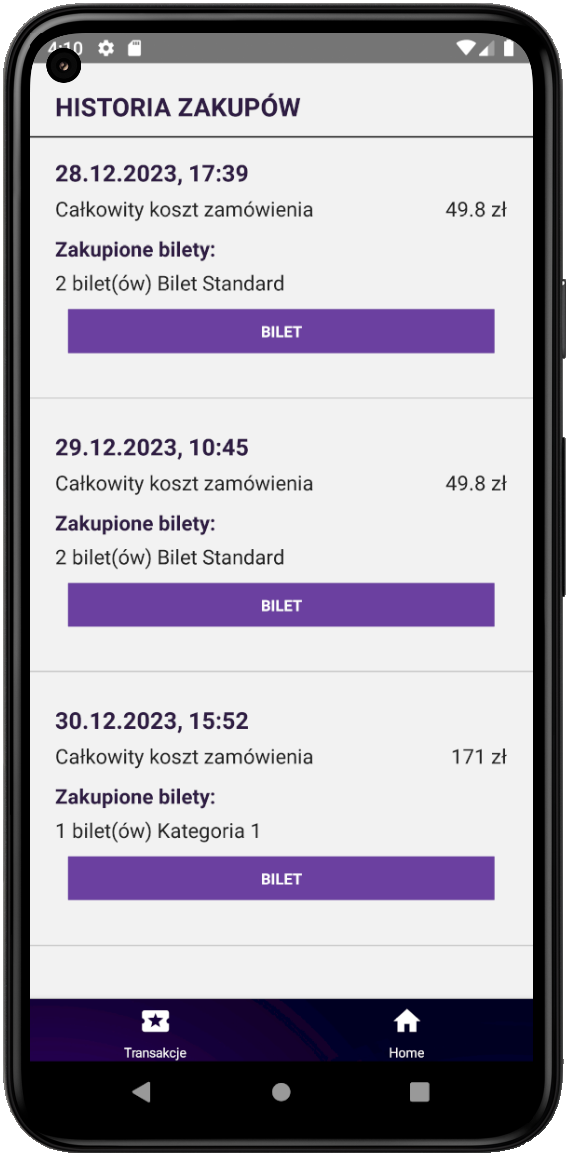 4:10
HISTORIA ZAKUPÓW
28.12.2023, 17:39
Całkowity koszt zamówienia 49.8 zł
Zakupione bilety:
2 bilet(ów) Bilet Standard
BILET
29.12.2023, 10:45
Całkowity koszt zamówienia 49.8 zł
Zakupione bilety:
2 bilet(ów) Bilet Standard
BILET
30.12.2023, 15:52
Całkowity koszt zamówienia 171 zł
Zakupione bilety:
1 bilet(ów) Kategoria 1
BILET
Transakcje Home